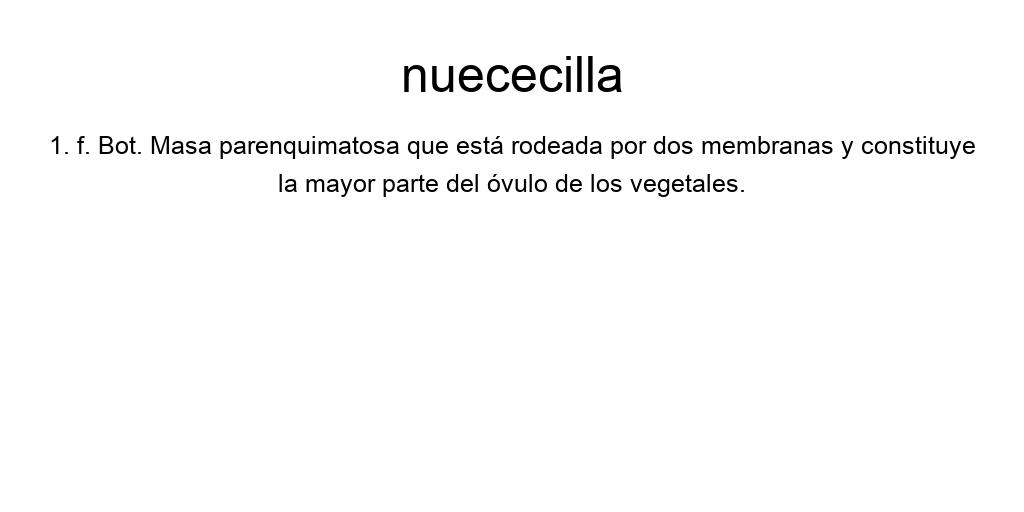 nuececilla
1. f. Bot. Masa parenquimatosa que está rodeada por dos membranas y constituye
la mayor parte del óvulo de los vegetales.